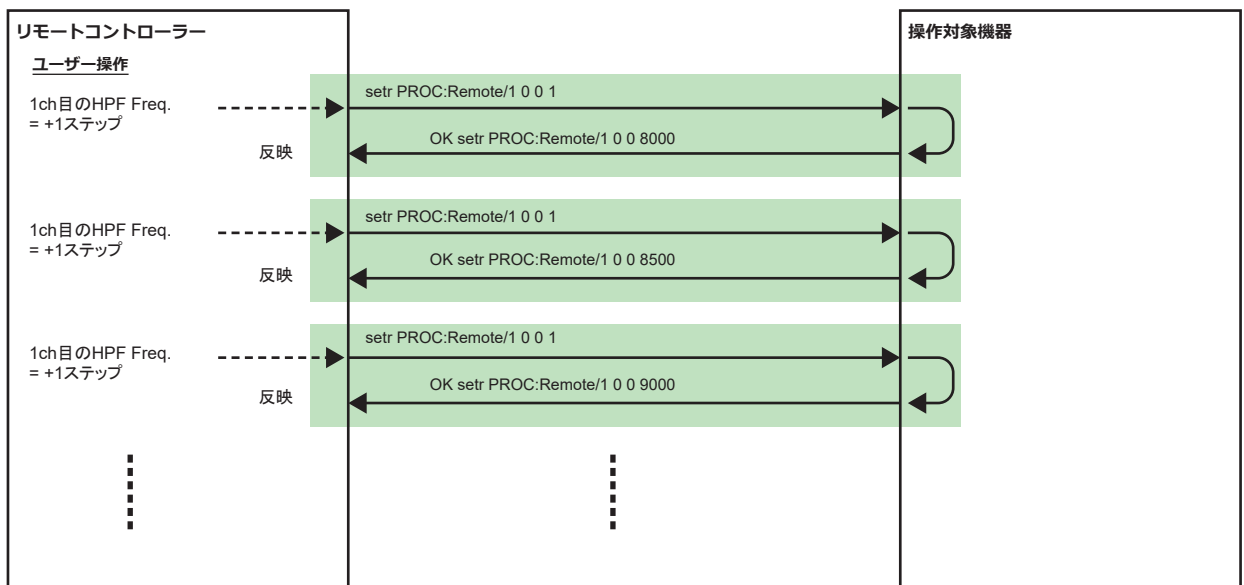 リモートコントローラー
操作対象機器
ユーザー操作
1ch目のHPF Freq.
= +1ステップ
setr PROC:Remote/1 0 0 1
OK setr PROC:Remote/1 0 0 8000
反映
1ch目のHPF Freq.
= +1ステップ
setr PROC:Remote/1 0 0 1
OK setr PROC:Remote/1 0 0 8500
反映
1ch目のHPF Freq.
= +1ステップ
setr PROC:Remote/1 0 0 1
OK setr PROC:Remote/1 0 0 9000
反映